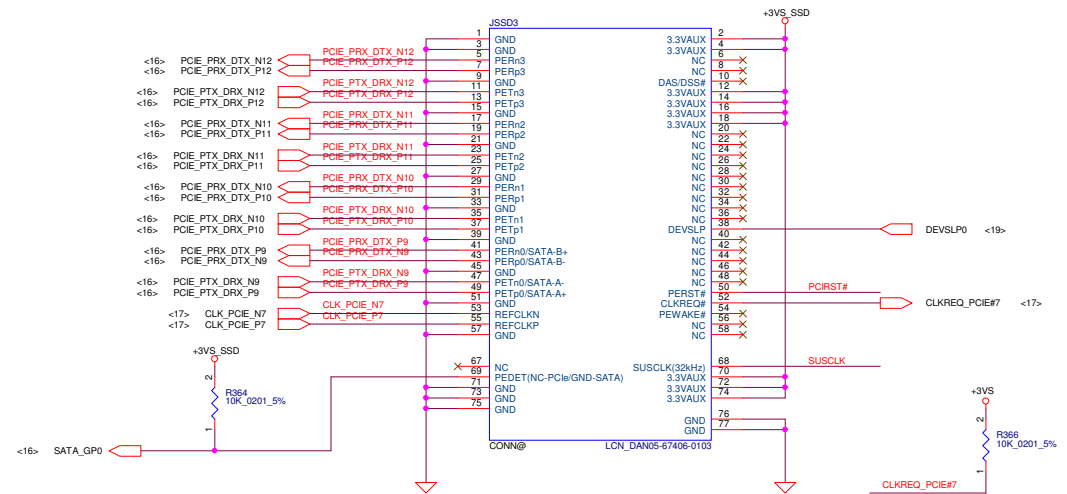 JSSD3
+3VS_SSD
1 GND 3.3VAUX 2
3 GND 3.3VAUX 4
<16> PCIE_PRX_DTX_N12 PCIE_PRX_DTX_N12 5 PERn3 NC 6
<16> PCIE_PRX_DTX_P12 PCIE_PRX_DTX_P12 7 PERp3 NC 8
9 GND DAS/DSS# 10
<16> PCIE_PTX_DRX_N12 PCIE_PTX_DRX_N12 11 PETn3 3.3VAUX 12
<16> PCIE_PTX_DRX_P12 PCIE_PTX_DRX_P12 13 PETp3 3.3VAUX 14
15 GND 3.3VAUX 16
<16> PCIE_PRX_DTX_N11 PCIE_PRX_DTX_N11 17 PERn2 3.3VAUX 18
<16> PCIE_PRX_DTX_P11 PCIE_PRX_DTX_P11 19 PERp2 NC 20
21 GND NC 22
<16> PCIE_PTX_DRX_N11 PCIE_PTX_DRX_N11 23 PETn2 NC 24
<16> PCIE_PTX_DRX_P11 PCIE_PTX_DRX_P11 25 PETp2 NC 26
27 GND NC 28
<16> PCIE_PRX_DTX_N10 PCIE_PRX_DTX_N10 29 PERn1 NC 30
<16> PCIE_PRX_DTX_P10 PCIE_PRX_DTX_P10 31 PERp1 NC 32
33 GND NC 34
<16> PCIE_PTX_DRX_N10 PCIE_PTX_DRX_N10 35 PETn1 NC 36
<16> PCIE_PTX_DRX_P10 PCIE_PTX_DRX_P10 37 PETp1 DEVSLP 38 DEVSLP0 <19>
39 GND NC 40
<16> PCIE_PRX_DTX_P9 PCIE_PRX_DTX_P9 41 PERn0/SATA-B+ NC 42
<16> PCIE_PRX_DTX_N9 PCIE_PRX_DTX_N9 43 PERp0/SATA-B- NC 44
45 GND NC 46
<16> PCIE_PTX_DRX_N9 PCIE_PTX_DRX_N9 47 PETn0/SATA-A- NC 48
<16> PCIE_PTX_DRX_P9 PCIE_PTX_DRX_P9 49 PETp0/SATA-A+ PERST# 50 PCIRST#
51 GND CLKREQ# 52 CLKREQ_PCIE#7 <17>
<17> CLK_PCIE_N7 CLK_PCIE_N7 53 REFCLKN PEWAKE# 54
<17> CLK_PCIE_P7 CLK_PCIE_P7 55 REFCLKP NC 56
57 GND NC 58
+3VS_SSD
67 NC SUSCLK(32kHz) 68 SUSCLK
69 PEDET(NC-PCIe/GND-SATA) 3.3VAUX 70
71 GND 3.3VAUX 72
73 GND 3.3VAUX 74
75 GND
GND 76
GND 77
2
R364
10K_0201_5%
1
<16> SATA_GP0
CONN@ LCN_DAN05-67406-0103
+3VS
2
R366
10K_0201_5%
1
CLKREQ_PCIE#7